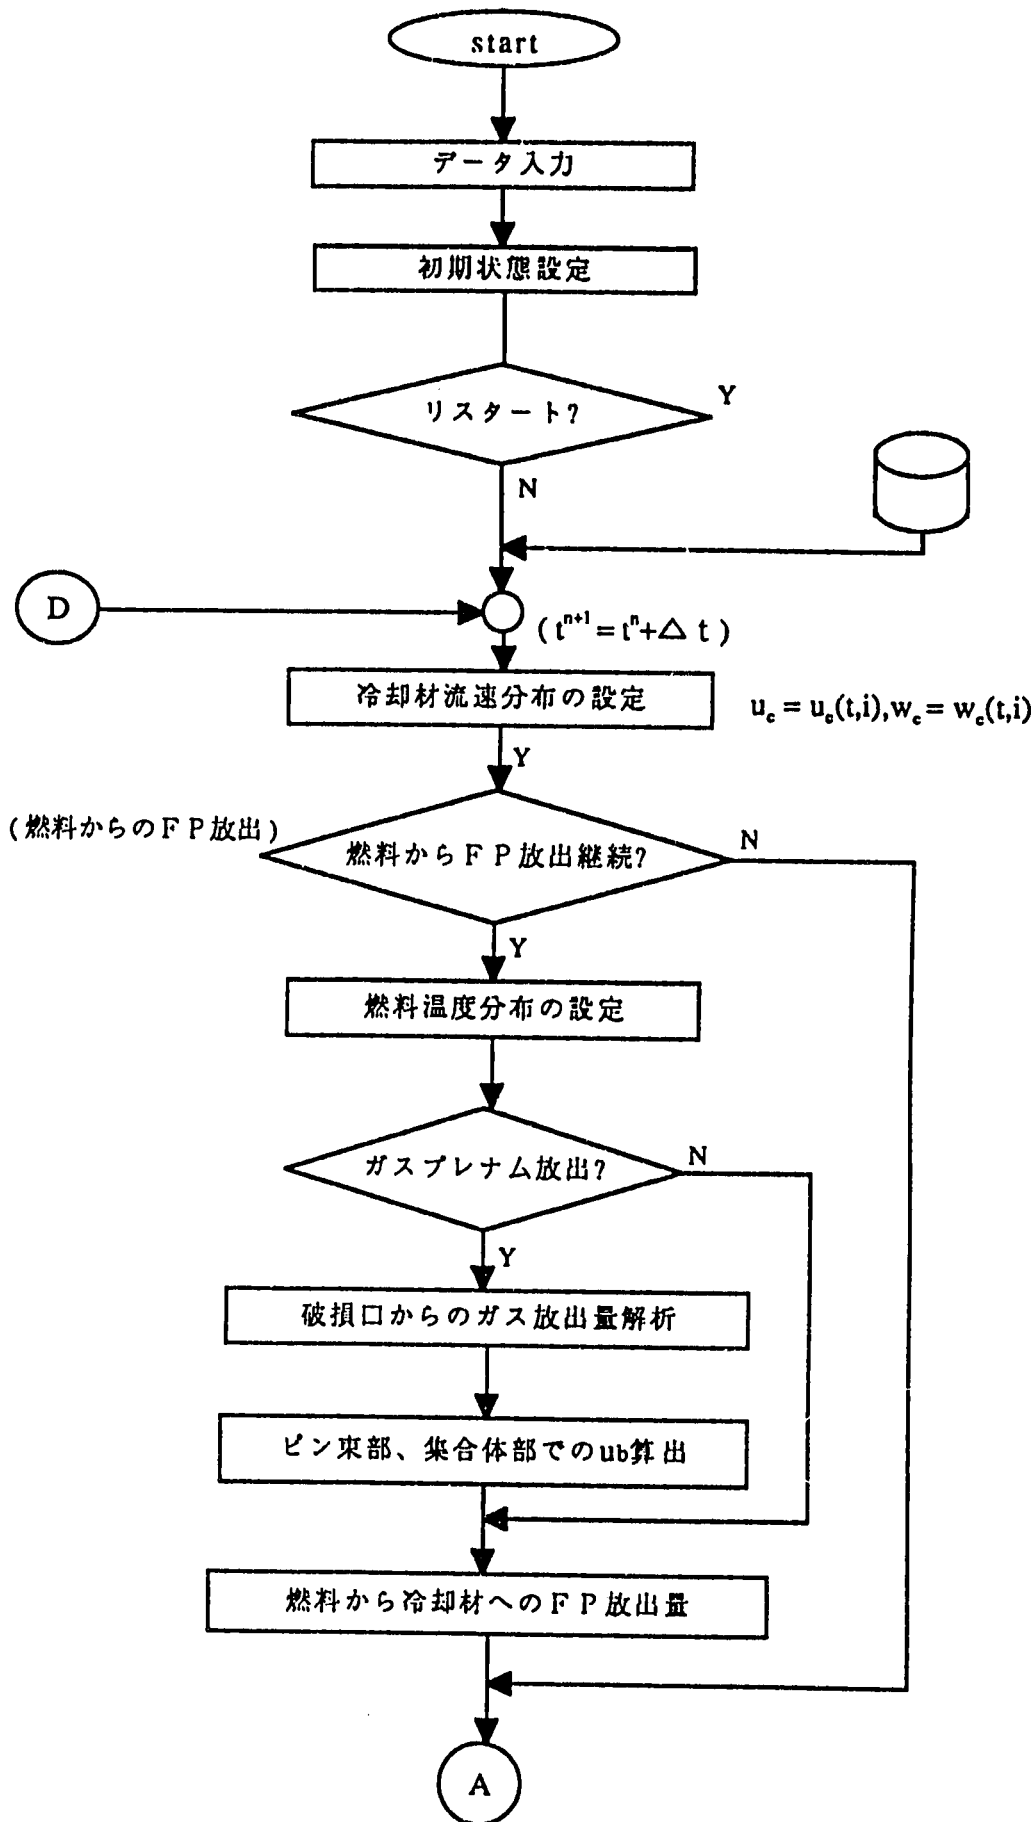 start
データ入力
初期状態設定
リスタート?
Y
N
D
(t^{n+1} = t^n + △ t)
冷却材流速分布の設定
u_c = u_c(t,i), w_c = w_c(t,i)
Y
(燃料からのFP放出)
燃料からFP放出継続?
N
Y
燃料温度分布の設定
ガスプレナム放出?
N
Y
破損口からのガス放出量解析
ピン束部、集合体部でのub算出
燃料から冷却材へのFP放出量
A